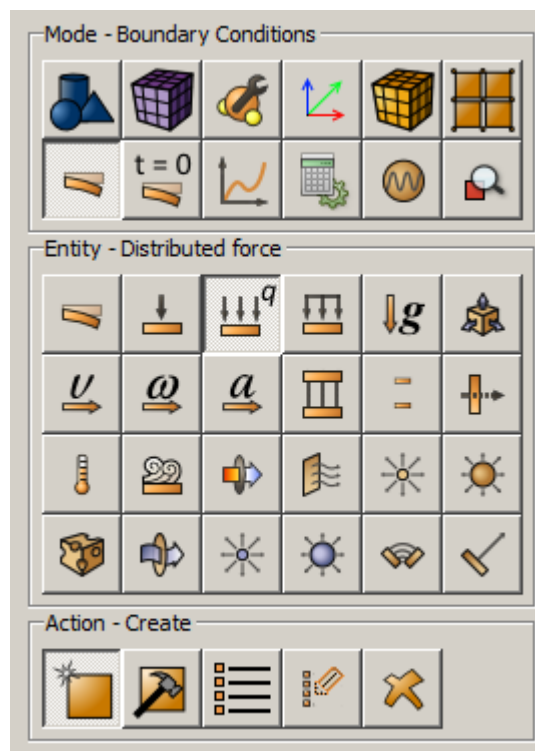 Mode - Boundary Conditions
t = 0
Entity - Distributed force
q
g
υ ω a
Action - Create